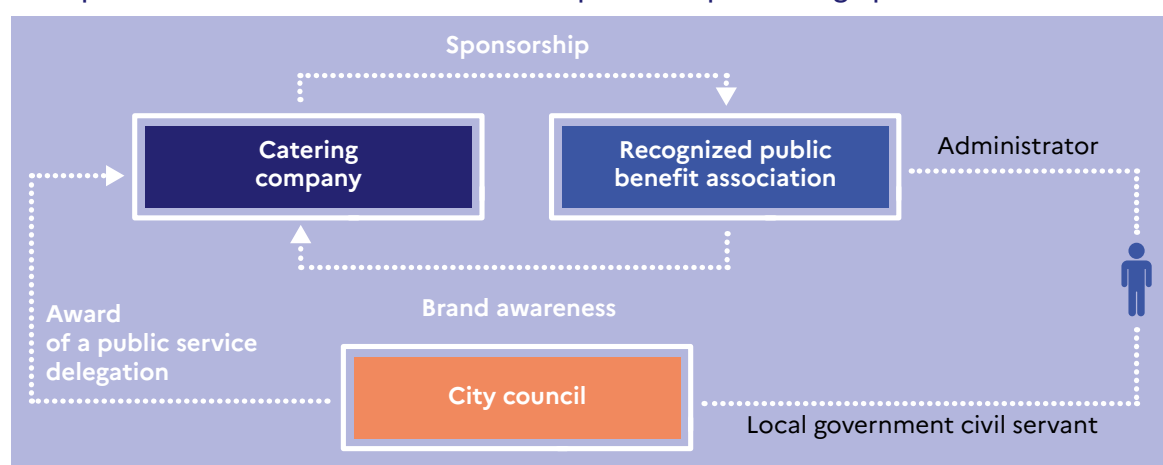 Sponsorship
Catering
company
Recognized public
benefit association
Administrator
Brand awareness
Award
of a public service
delegation
City council
Local government civil servant